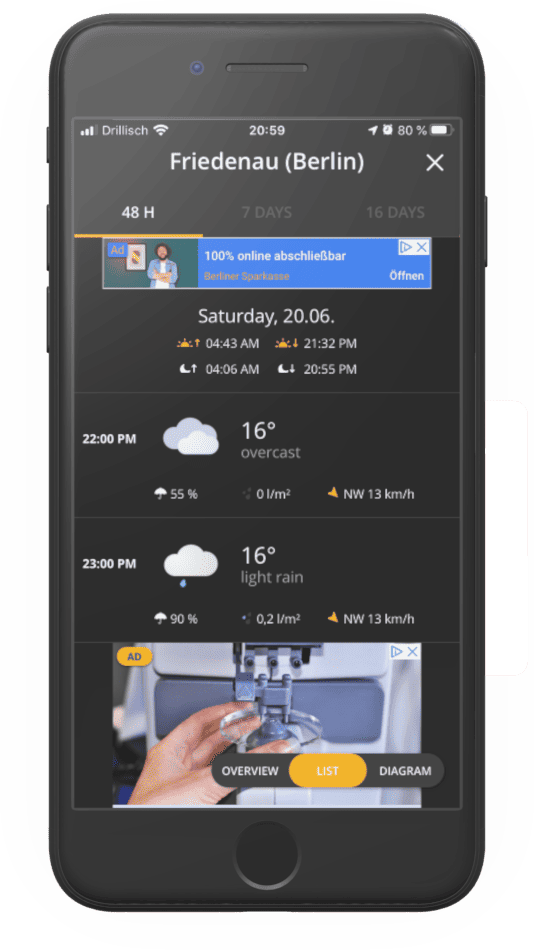 Drillisch 20:59 80 %
Friedenau (Berlin)
48 H 7 DAYS 16 DAYS
Ad
100% online abschließbar
Berliner Sparkasse Öffnen
Saturday, 20.06.
04:43 AM 21:32 PM
04:06 AM 20:55 PM
22:00 PM 16°
overcast
55 % 0 l/m² NW 13 km/h
23:00 PM 16°
light rain
90 % 0,2 l/m² NW 13 km/h
AD
OVERVIEW LIST DIAGRAM